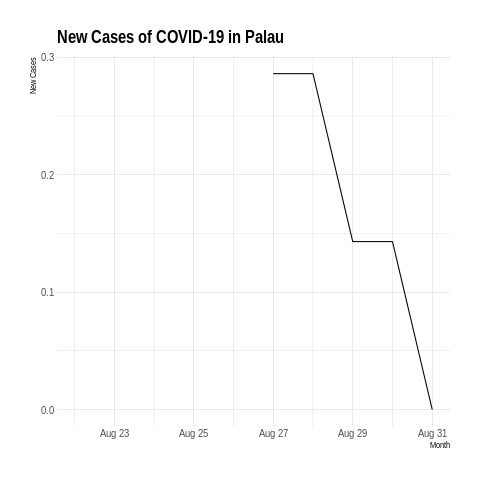 New Cases of COVID-19 in Palau
New Cases
0.3
0.2
0.1
0.0
Aug 23 Aug 25 Aug 27 Aug 29 Aug 31
Month